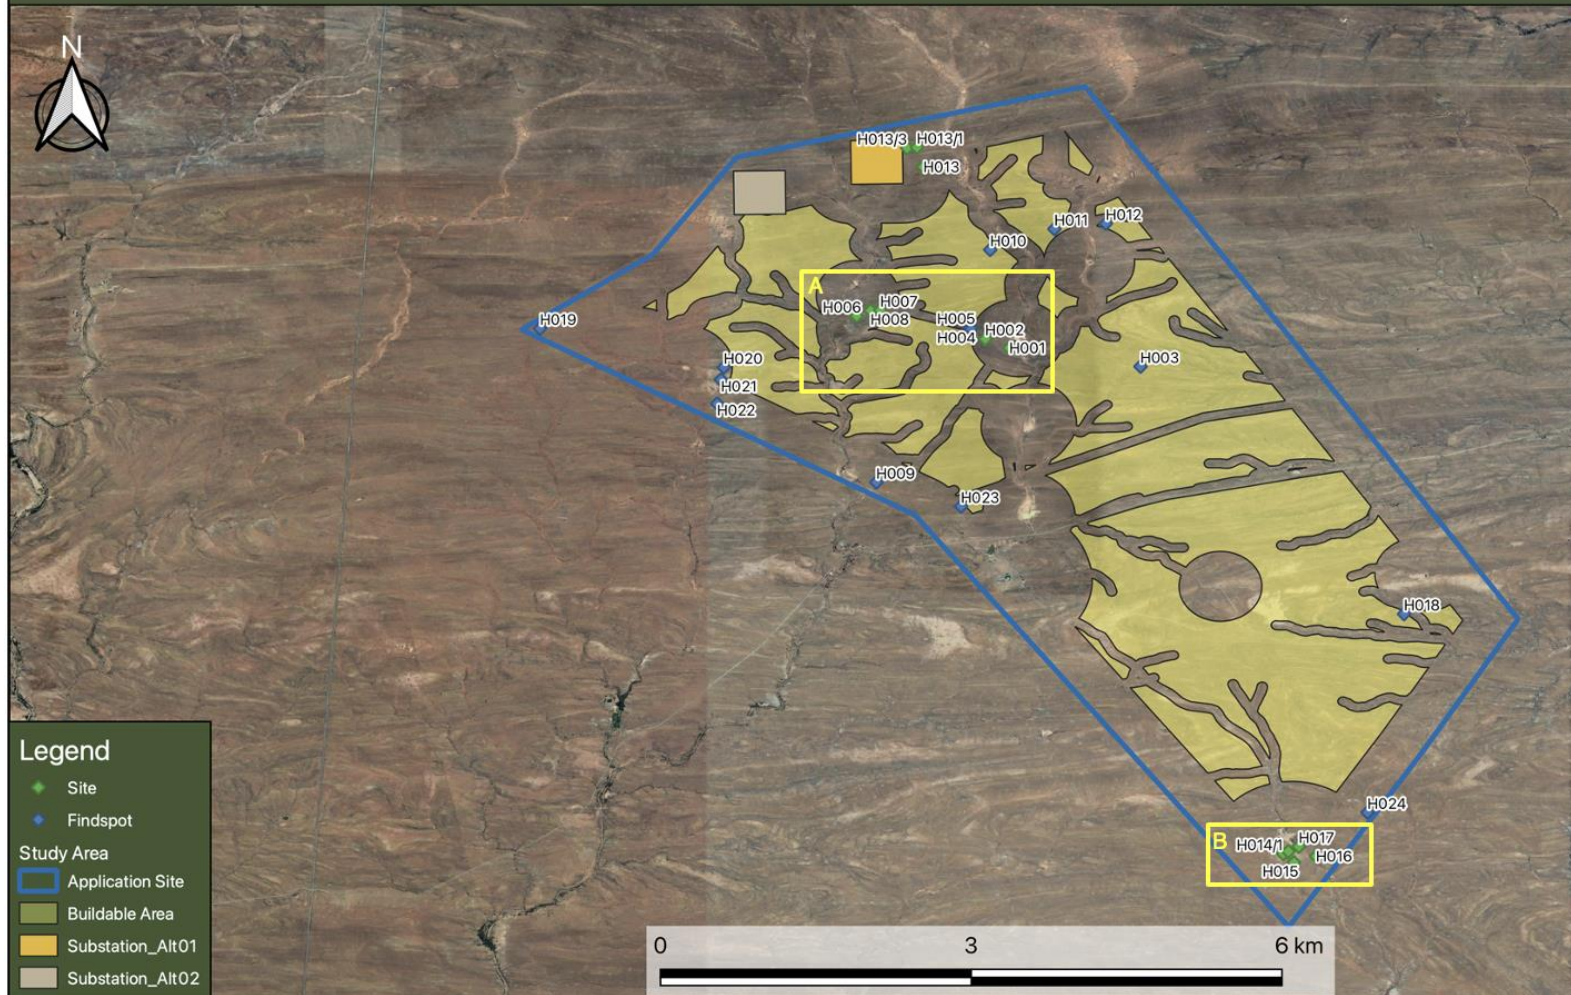 N
H013/3
H013/1
H013
H012
H011
H010
A
H007
H006
H008
H005
H002
H004
H001
H019
H020
H003
H021
H022
H009
H023
H018
H024
B
H017
H014/1
H016
H015
Legend
Site
Findspot
Study Area
Application Site
Buildable Area
Substation_Alt01
Substation_Alt02
0 3 6 km